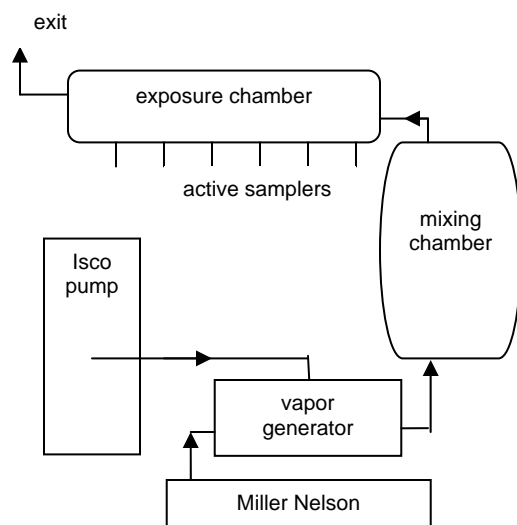 exit
exposure chamber
active samplers
mixing
chamber
Isco
pump
vapor
generator
Miller Nelson